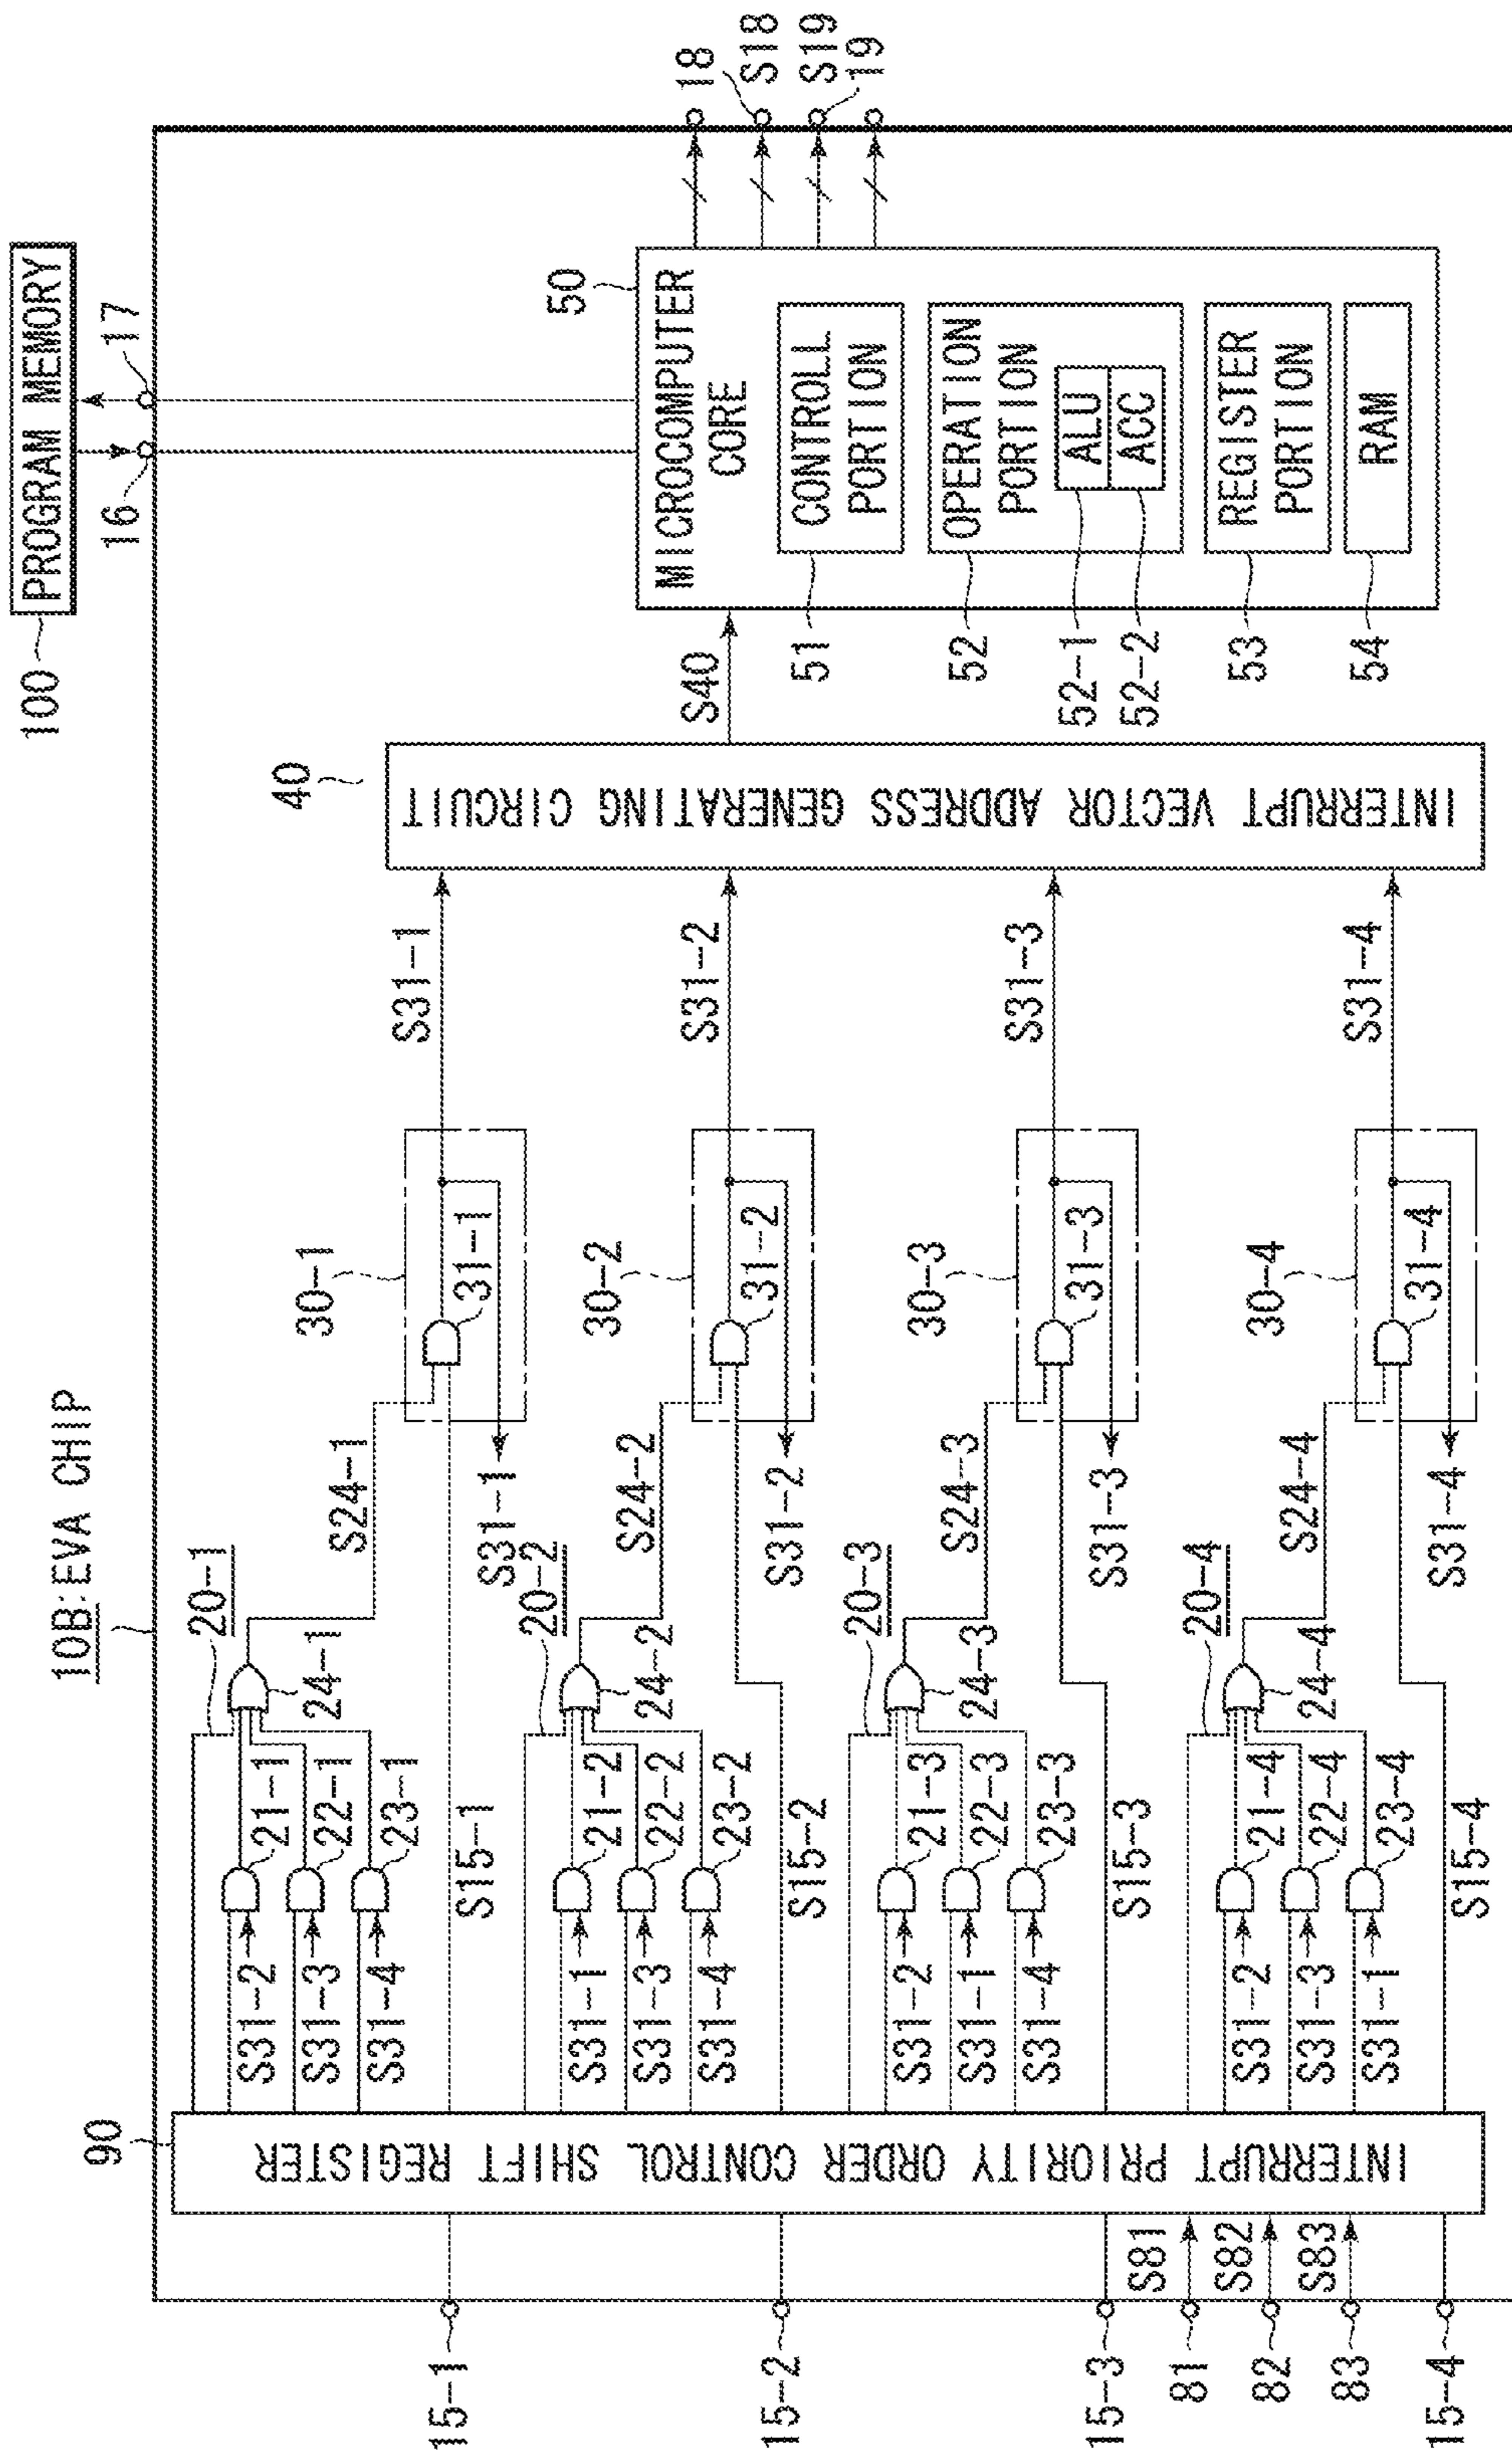 10B:EVA CHIP
100
PROGRAM MEMORY
16
17
90
INTERRUPT PRIORITY ORDER CONTROL SHIFT REGISTER
15-1
15-2
15-3
S81
81
S82
82
S83
83
15-4
20-1
S31-2
21-1
S31-3
22-1
S31-4
23-1
24-1
S24-1
S15-1
30-1
31-1
S31-1
S31-1
20-2
S31-1
21-2
S31-3
22-2
S31-4
23-2
24-2
S24-2
S15-2
30-2
31-2
S31-2
S31-2
20-3
S31-2
21-3
S31-1
22-3
S31-4
23-3
24-3
S24-3
S15-3
30-3
31-3
S31-3
S31-3
20-4
S31-2
21-4
S31-3
22-4
S31-1
23-4
24-4
S24-4
S15-4
30-4
31-4
S31-4
S31-4
40
INTERRUPT VECTOR ADDRESS GENERATING CIRCUIT
S40
50
MICROCOMPUTER
CORE
CONTROLL
PORTION
51
OPERATION
PORTION
52
ALU
52-1
ACC
52-2
REGISTER
PORTION
53
RAM
54
18
S18
S19
19